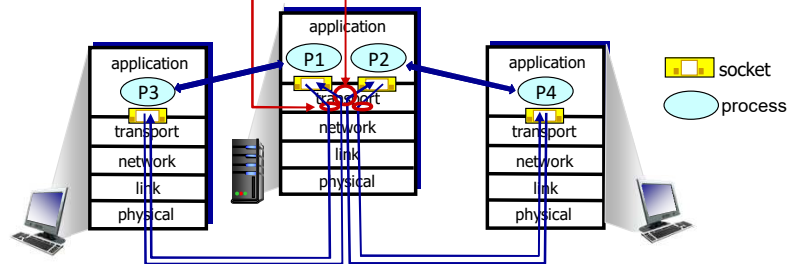 application
P3
transport
network
link
physical
application
P1 P2
transport
network
link
physical
application
P4
transport
network
link
physical
socket
process